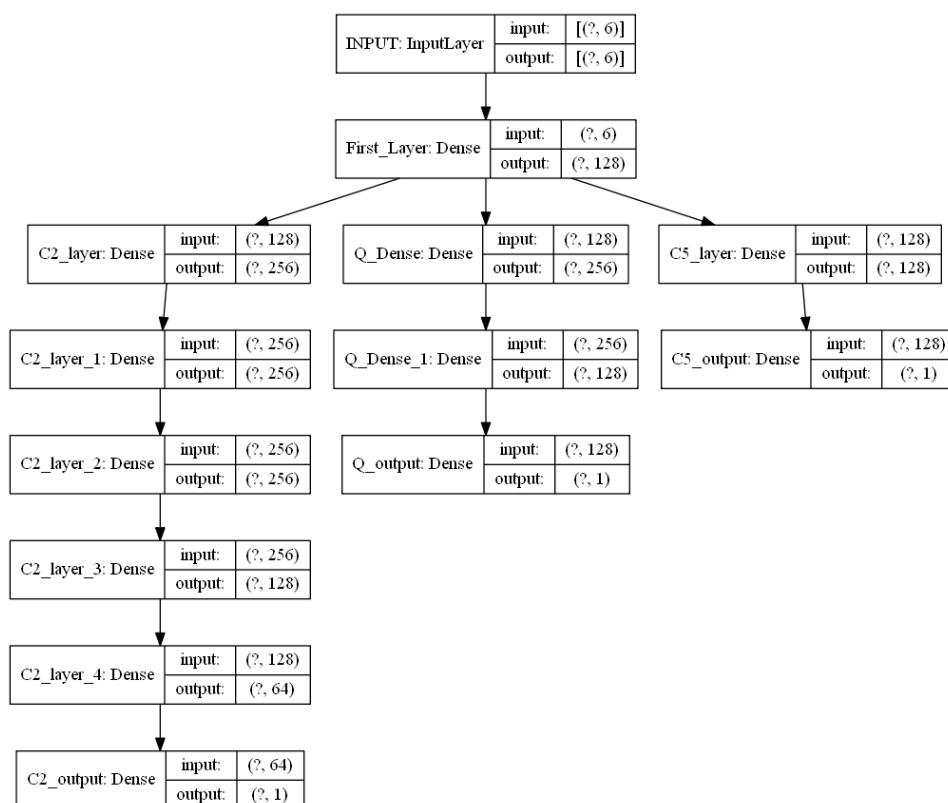 INPUT: InputLayer
input: [(?, 6)]
output: [(?, 6)]
First_Layer: Dense
input: (?, 6)
output: (?, 128)
C2_layer: Dense
input: (?, 128)
output: (?, 256)
Q_Dense: Dense
input: (?, 128)
output: (?, 256)
C5_layer: Dense
input: (?, 128)
output: (?, 128)
C2_layer_1: Dense
input: (?, 256)
output: (?, 256)
Q_Dense_1: Dense
input: (?, 256)
output: (?, 128)
C5_output: Dense
input: (?, 128)
output: (?, 1)
C2_layer_2: Dense
input: (?, 256)
output: (?, 256)
Q_output: Dense
input: (?, 128)
output: (?, 1)
C2_layer_3: Dense
input: (?, 256)
output: (?, 128)
C2_layer_4: Dense
input: (?, 128)
output: (?, 64)
C2_output: Dense
input: (?, 64)
output: (?, 1)